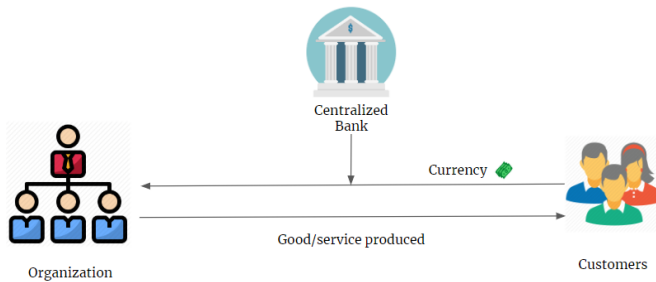 $
Centralized
Bank
Currency
Good/service produced
Organization
Customers